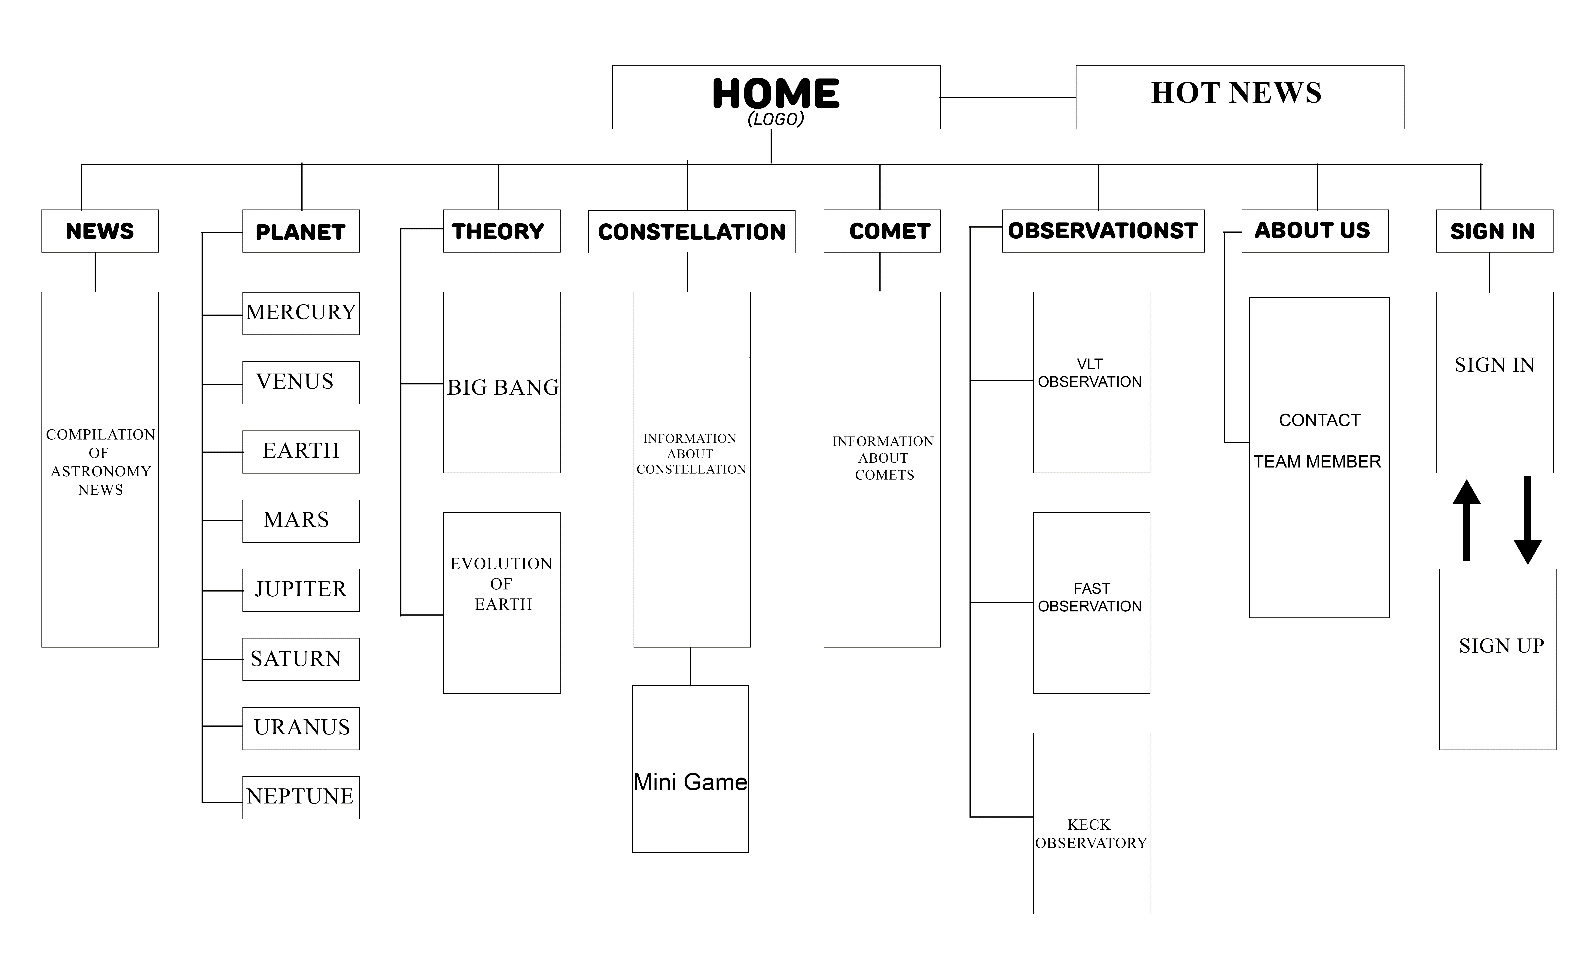 HOME
(LOGO)
HOT NEWS
NEWS
PLANET
THEORY
CONSTELLATION
COMET
OBSERVATIONST
ABOUT US
SIGN IN
COMPILATION
OF
ASTRONOMY
NEWS
MERCURY
VENUS
EARTH
MARS
JUPITER
SATURN
URANUS
NEPTUNE
BIG BANG
EVOLUTION
OF
EARTH
INFORMATION
ABOUT
CONSTELLATION
Mini Game
INFORMATION
ABOUT
COMETS
VLT
OBSERVATION
FAST
OBSERVATION
KECK
OBSERVATORY
CONTACT
TEAM MEMBER
SIGN IN
SIGN UP